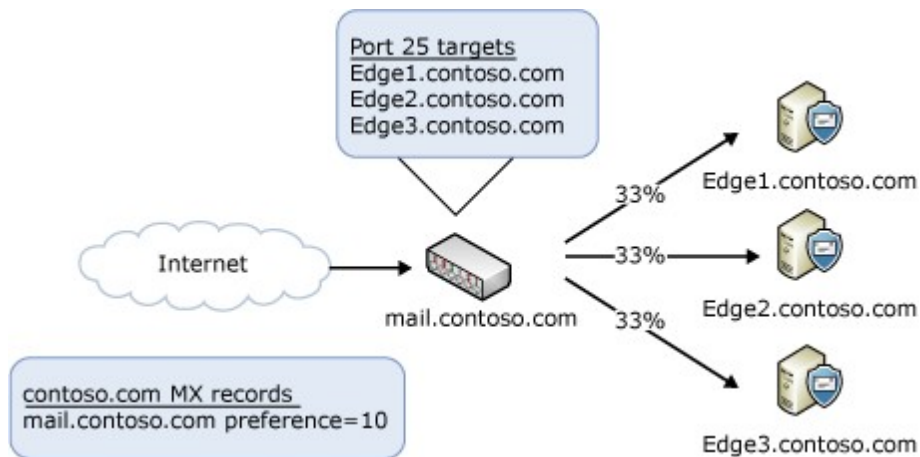 Port 25 targets
Edge1.contoso.com
Edge2.contoso.com
Edge3.contoso.com
Internet
mail.contoso.com
33%
33%
33%
Edge1.contoso.com
Edge2.contoso.com
Edge3.contoso.com
contoso.com MX records
mail.contoso.com preference=10